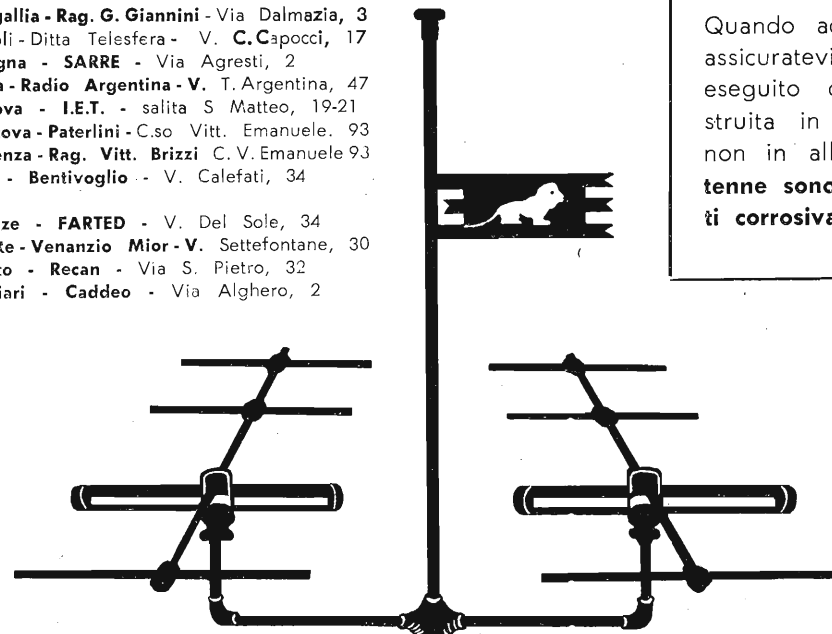 gallia - Rag. G. Giannini - Via Dalmazia, 3
li - Ditta Telesfera - V. C. Capocci, 17
gna - SARRE - Via Agresti, 2
a - Radio Argentina - V. T. Argentina, 47
ova - I.E.T. - salita S Matteo, 19-21
ova - Paterlini - C.so Vitt. Emanuele. 93
enza - Rag. Vitt. Brizzi C. V. Emanuele 93
- Bentivoglio - V. Calefati, 34
ze - FARTED - V. Del Sole, 34
te - Venanzio Mior - V. Settefontane, 30
to - Recan - Via S. Pietro, 32
iari - Caddeo - Via Alghero, 2
Quando ac
assicuratevi
eseguito
struita in
non in all
tenne sono
ti corrosiva